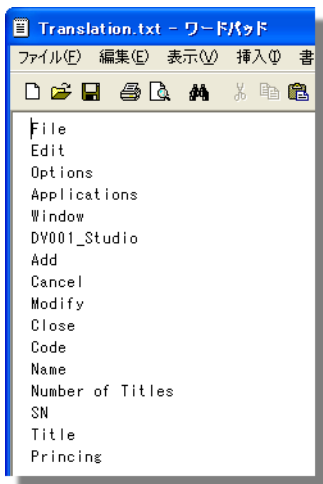 Translation.txt - ワードパッド
ファイル(F) 編集(E) 表示(V) 挿入(I) 書
File
Edit
Options
Applications
Window
DV001_Studio
Add
Cancel
Modify
Close
Code
Name
Number of Titles
SN
Title
Princing